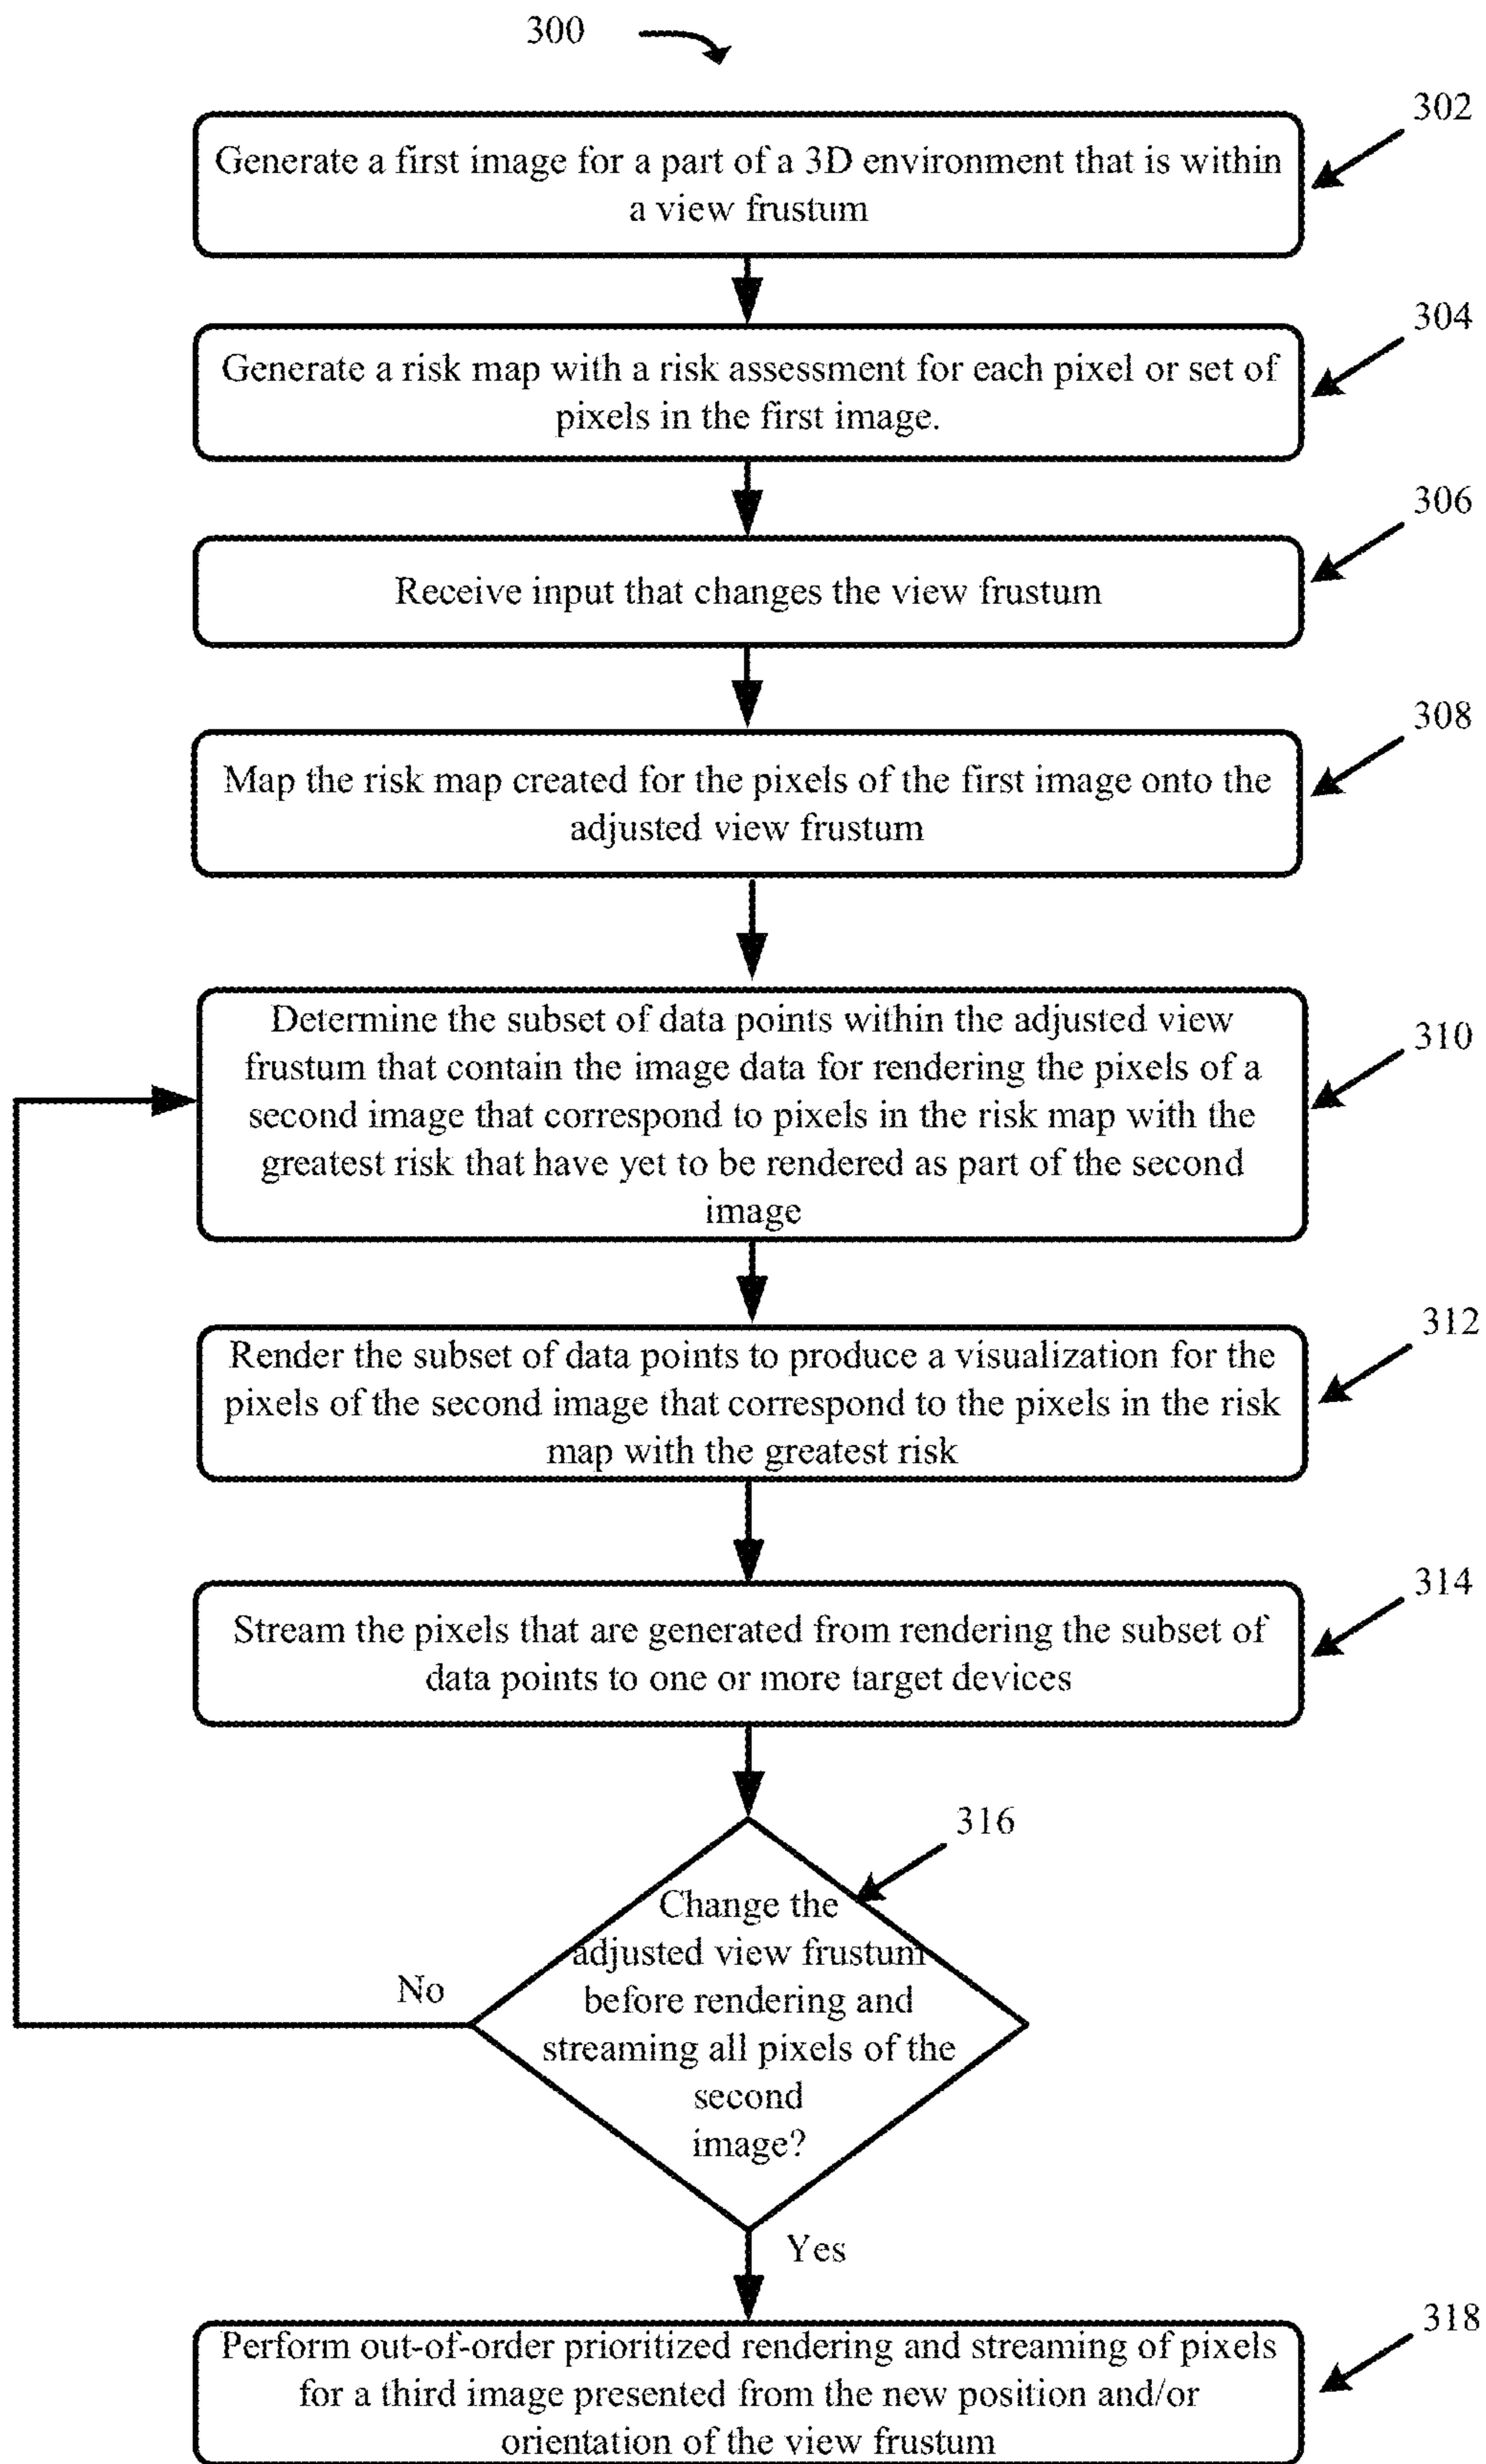 300
302
Generate a first image for a part of a 3D environment that is within
a view frustum
304
Generate a risk map with a risk assessment for each pixel or set of
pixels in the first image.
306
Receive input that changes the view frustum
308
Map the risk map created for the pixels of the first image onto the
adjusted view frustum
310
Determine the subset of data points within the adjusted view
frustum that contain the image data for rendering the pixels of a
second image that correspond to pixels in the risk map with the
greatest risk that have yet to be rendered as part of the second
image
312
Render the subset of data points to produce a visualization for the
pixels of the second image that correspond to the pixels in the risk
map with the greatest risk
314
Stream the pixels that are generated from rendering the subset of
data points to one or more target devices
316
Change the
adjusted view frustum
before rendering and
streaming all pixels of the
second
image?
No
Yes
318
Perform out-of-order prioritized rendering and streaming of pixels
for a third image presented from the new position and/or
orientation of the view frustum